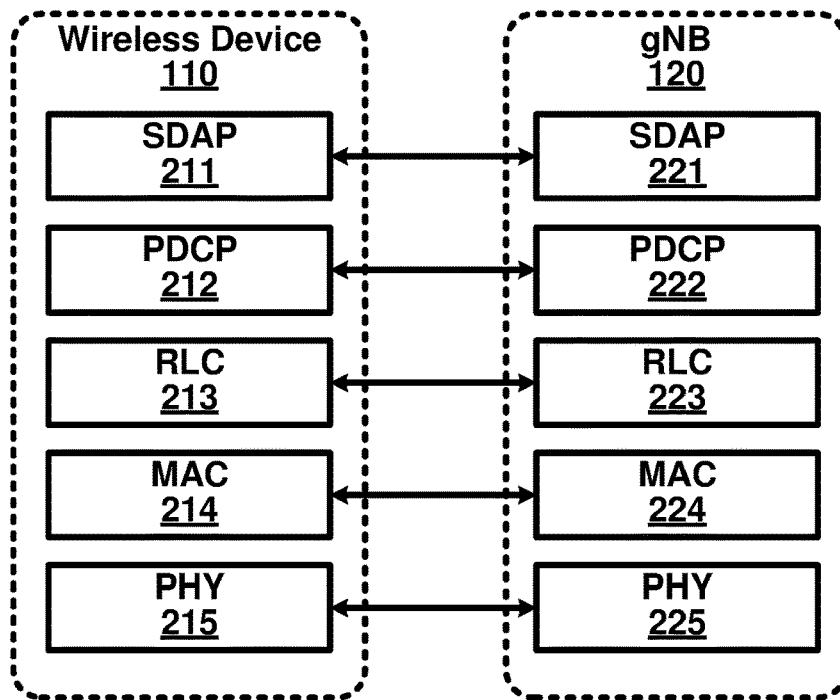 Wireless Device
110
SDAP
211
PDCP
212
RLC
213
MAC
214
PHY
215
gNB
120
SDAP
221
PDCP
222
RLC
223
MAC
224
PHY
225